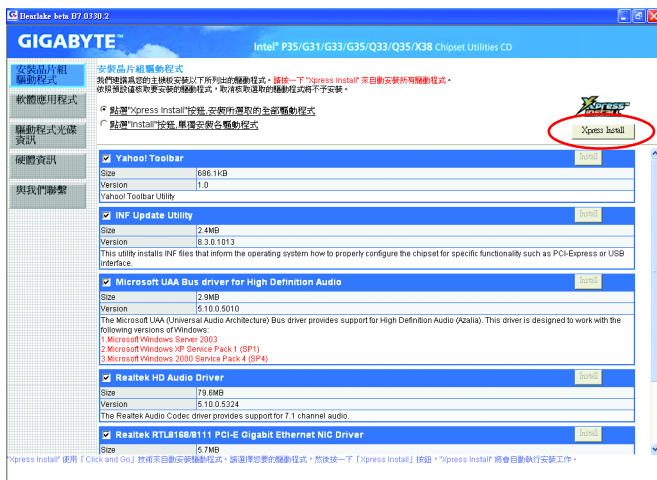 Bearlake beta B7.0330.2
GIGABYTE™
Intel® P35/G31/G33/G35/Q33/Q35/X38 Chipset Utilities CD
安裝晶片組
驅動程式
軟體應用程式
驅動程式光碟
資訊
硬體資訊
與我們聯繫
安裝晶片組驅動程式
我們建議為您的主機板安裝以下所列出的驅動程式。請按一下 "Xpress Install" 來自動安裝所有驅動程式。
依照預設值核取要安裝的驅動程式，取消核取選取的驅動程式將不予安裝。
點選"Xpress Install"按鈕,安裝所選取的全部驅動程式
點選"Install"按鈕,單獨安裝各驅動程式
Xpress
Install
Xpress Install
Yahoo! Toolbar
Install
Size 686.1KB
Version 1.0
Yahoo! Toolbar Utility
INF Update Utility
Install
Size 2.4MB
Version 8.3.0.1013
This utility installs INF files that inform the operating system how to properly configure the chipset for specific functionality such as PCI-Express or USB
interface.
Microsoft UAA Bus driver for High Definition Audio
Install
Size 2.9MB
Version 5.10.0.5010
The Microsoft UAA (Universal Audio Architecture) Bus driver provides support for High Definition Audio (Azalia). This driver is designed to work with the
following versions of Windows:
1.Microsoft Windows Server 2003
2.Microsoft Windows XP Service Pack 1 (SP1)
3.Microsoft Windows 2000 Service Pack 4 (SP4)
Realtek HD Audio Driver
Install
Size 79.6MB
Version 5.10.0.5324
The Realtek Audio Codec driver provides support for 7.1 channel audio.
Realtek RTL8168/8111 PCI-E Gigabit Ethernet NIC Driver
Install
Size 5.7MB
"Xpress Install" 使用「Click and Go」技術來自動安裝驅動程式。請選擇您要的驅動程式，然後按一下「Xpress Install」按鈕。"Xpress Install" 將會自動執行安裝工作。